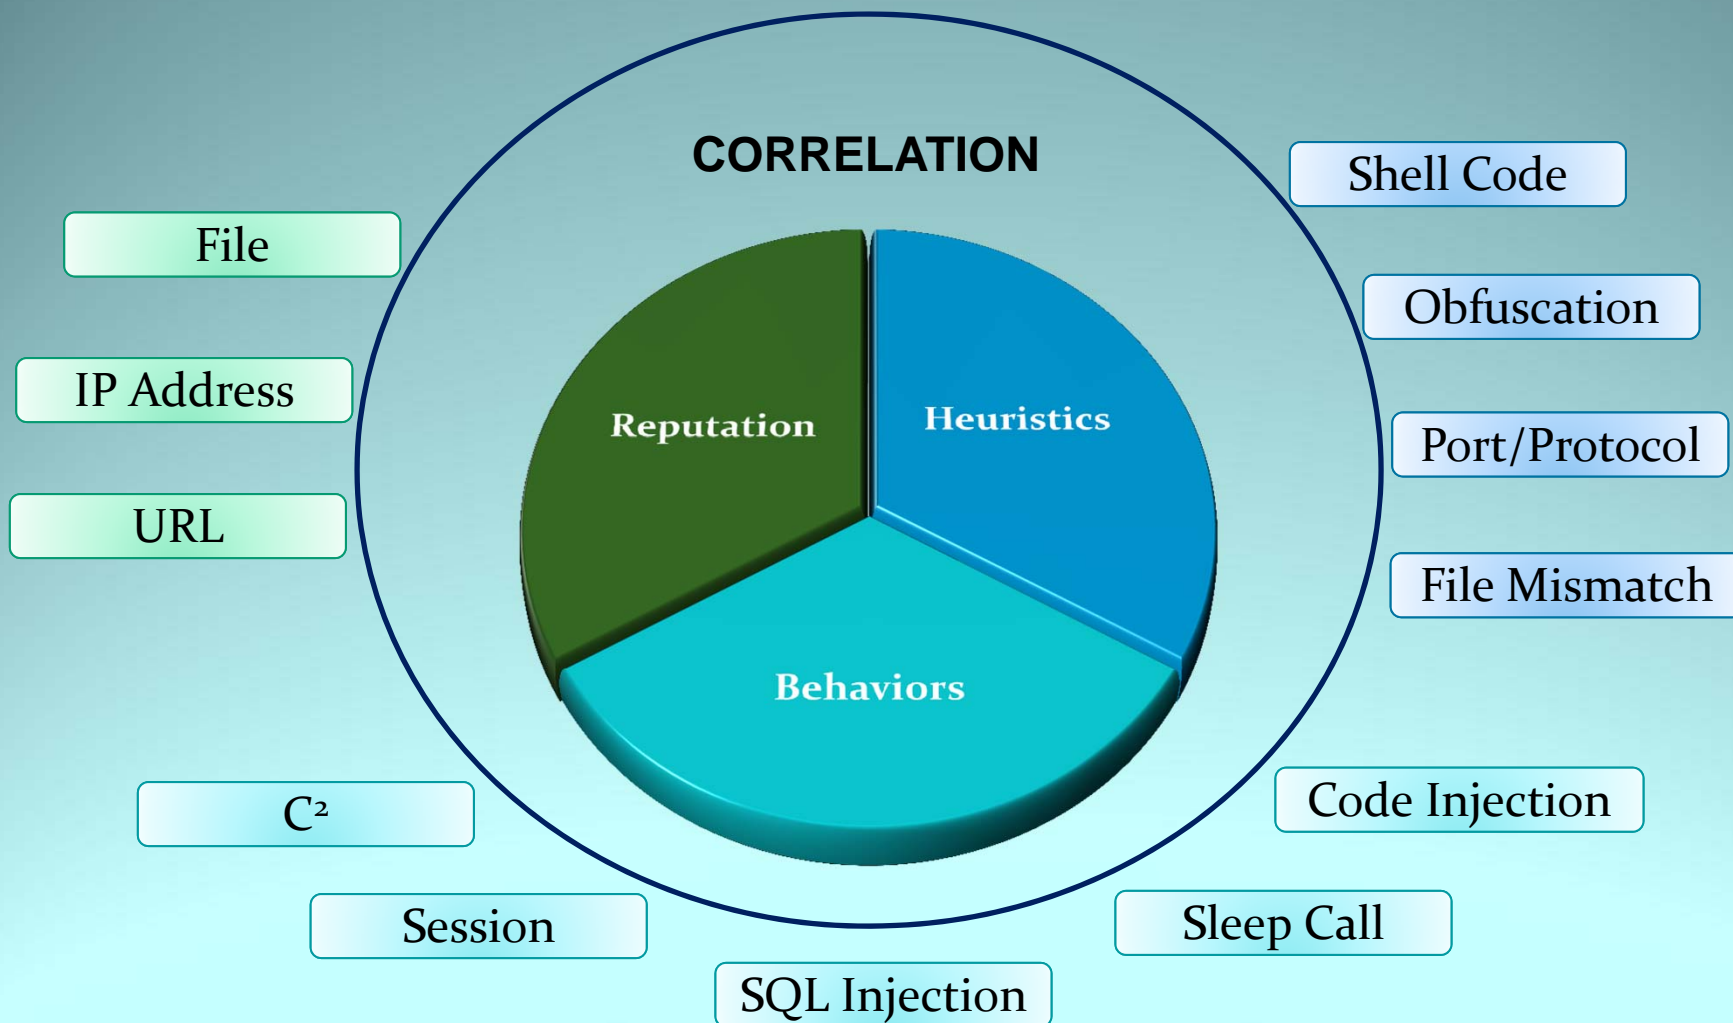 CORRELATION
Shell Code
File
Obfuscation
IP Address
Reputation
Heuristics
Port/Protocol
URL
File Mismatch
Behaviors
C²
Code Injection
Session
Sleep Call
SQL Injection